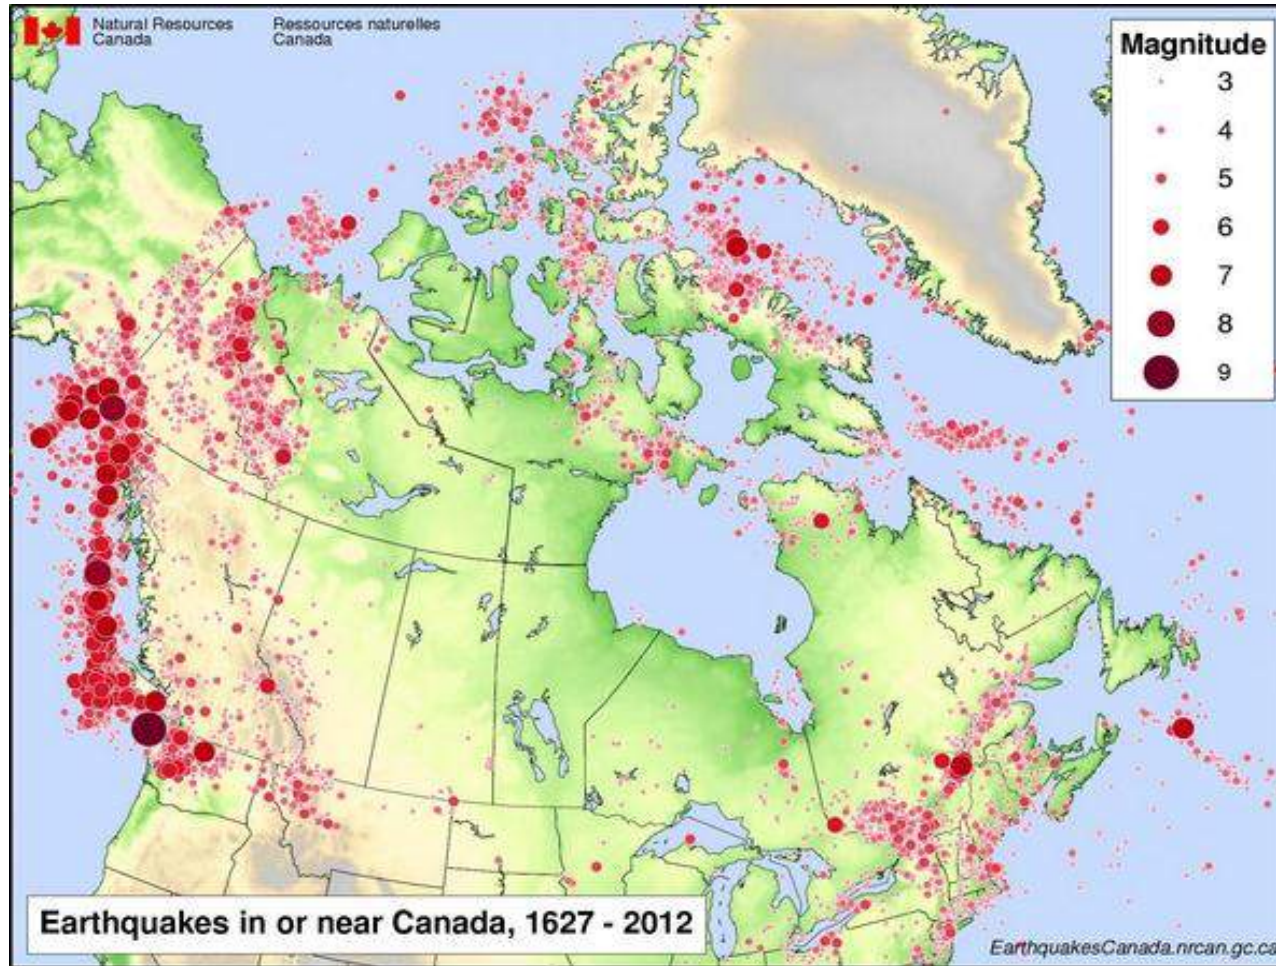 Natural Resources
Canada
Ressources naturelles
Canada
Magnitude
3
4
5
6
7
8
9
Earthquakes in or near Canada, 1627 - 2012
EarthquakesCanada.nrcan.gc.ca